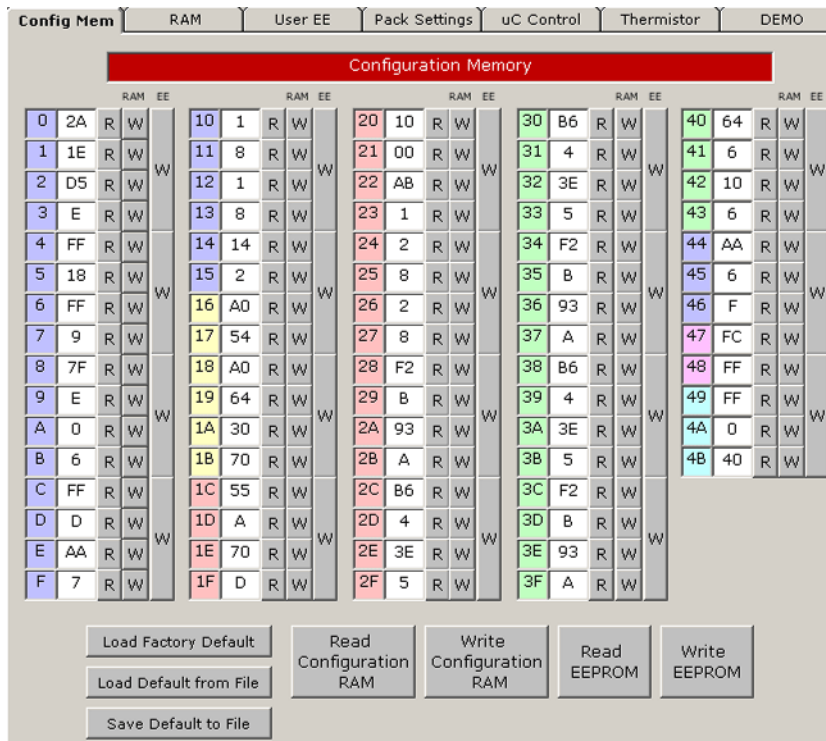 Config Mem RAM User EE Pack Settings uC Control Thermistor DEMO
Configuration Memory
RAM EE RAM EE RAM EE RAM EE RAM EE
0 2A R W 10 1 R W 20 10 R W 30 B6 R W 40 64 R W
1 1E R W 11 8 R W 21 00 R W 31 4 R W 41 6 R W
W W W W W
2 D5 R W 12 1 R W 22 AB R W 32 3E R W 42 10 R W
3 E R W 13 8 R W 23 1 R W 33 5 R W 43 6 R W
4 FF R W 14 14 R W 24 2 R W 34 F2 R W 44 AA R W
5 18 R W 15 2 R W 25 8 R W 35 B R W 45 6 R W
W W W W W
6 FF R W 16 A0 R W 26 2 R W 36 93 R W 46 F R W
7 9 R W 17 54 R W 27 8 R W 37 A R W 47 FC R W
8 7F R W 18 A0 R W 28 F2 R W 38 B6 R W 48 FF R W
9 E R W 19 64 R W 29 B R W 39 4 R W 49 FF R W
W W W W W
A 0 R W 1A 30 R W 2A 93 R W 3A 3E R W 4A 0 R W
B 6 R W 1B 70 R W 2B A R W 3B 5 R W 4B 40 R W
C FF R W 1C 55 R W 2C B6 R W 3C F2 R W
D D R W 1D A R W 2D 4 R W 3D B R W
W W W W
E AA R W 1E 70 R W 2E 3E R W 3E 93 R W
F 7 R W 1F D R W 2F 5 R W 3F A R W
Load Factory Default
Load Default from File
Save Default to File
Read
Configuration
RAM
Write
Configuration
RAM
Read
EEPROM
Write
EEPROM